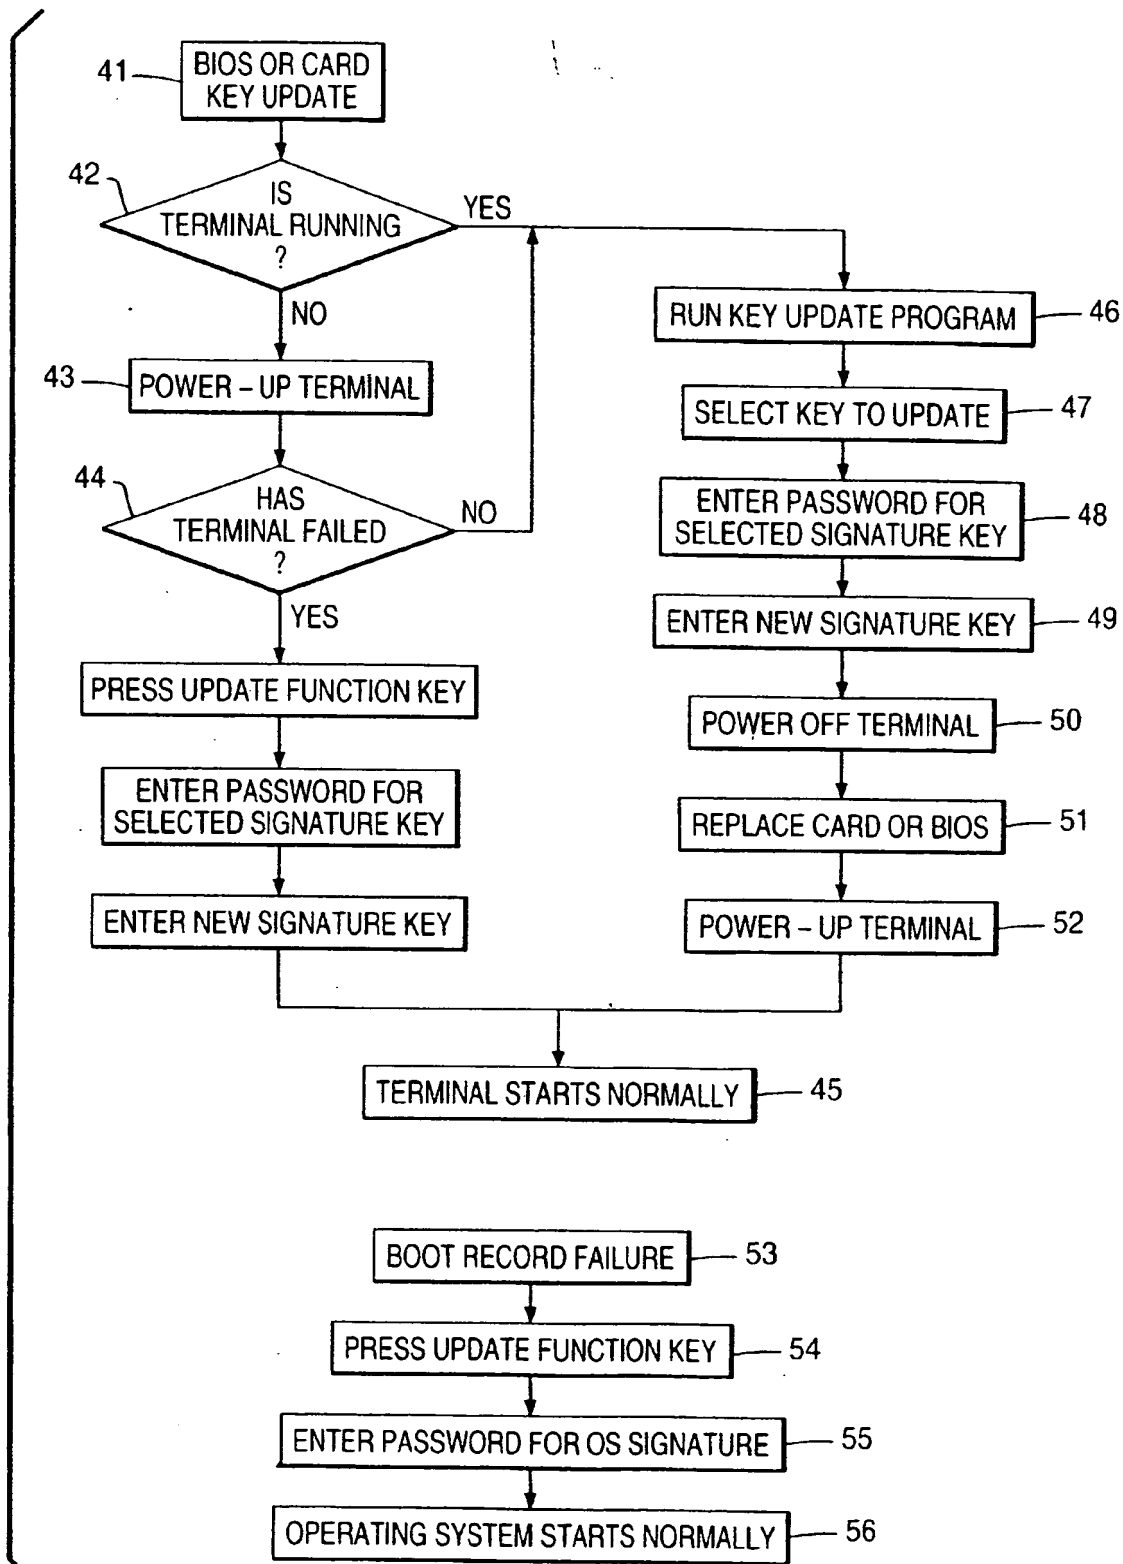 41
BIOS OR CARD
KEY UPDATE
42
IS
TERMINAL RUNNING
?
YES
NO
43
POWER – UP TERMINAL
44
HAS
TERMINAL FAILED
?
NO
YES
PRESS UPDATE FUNCTION KEY
ENTER PASSWORD FOR
SELECTED SIGNATURE KEY
ENTER NEW SIGNATURE KEY
RUN KEY UPDATE PROGRAM
46
SELECT KEY TO UPDATE
47
ENTER PASSWORD FOR
SELECTED SIGNATURE KEY
48
ENTER NEW SIGNATURE KEY
49
POWER OFF TERMINAL
50
REPLACE CARD OR BIOS
51
POWER – UP TERMINAL
52
TERMINAL STARTS NORMALLY
45
BOOT RECORD FAILURE
53
PRESS UPDATE FUNCTION KEY
54
ENTER PASSWORD FOR OS SIGNATURE
55
OPERATING SYSTEM STARTS NORMALLY
56